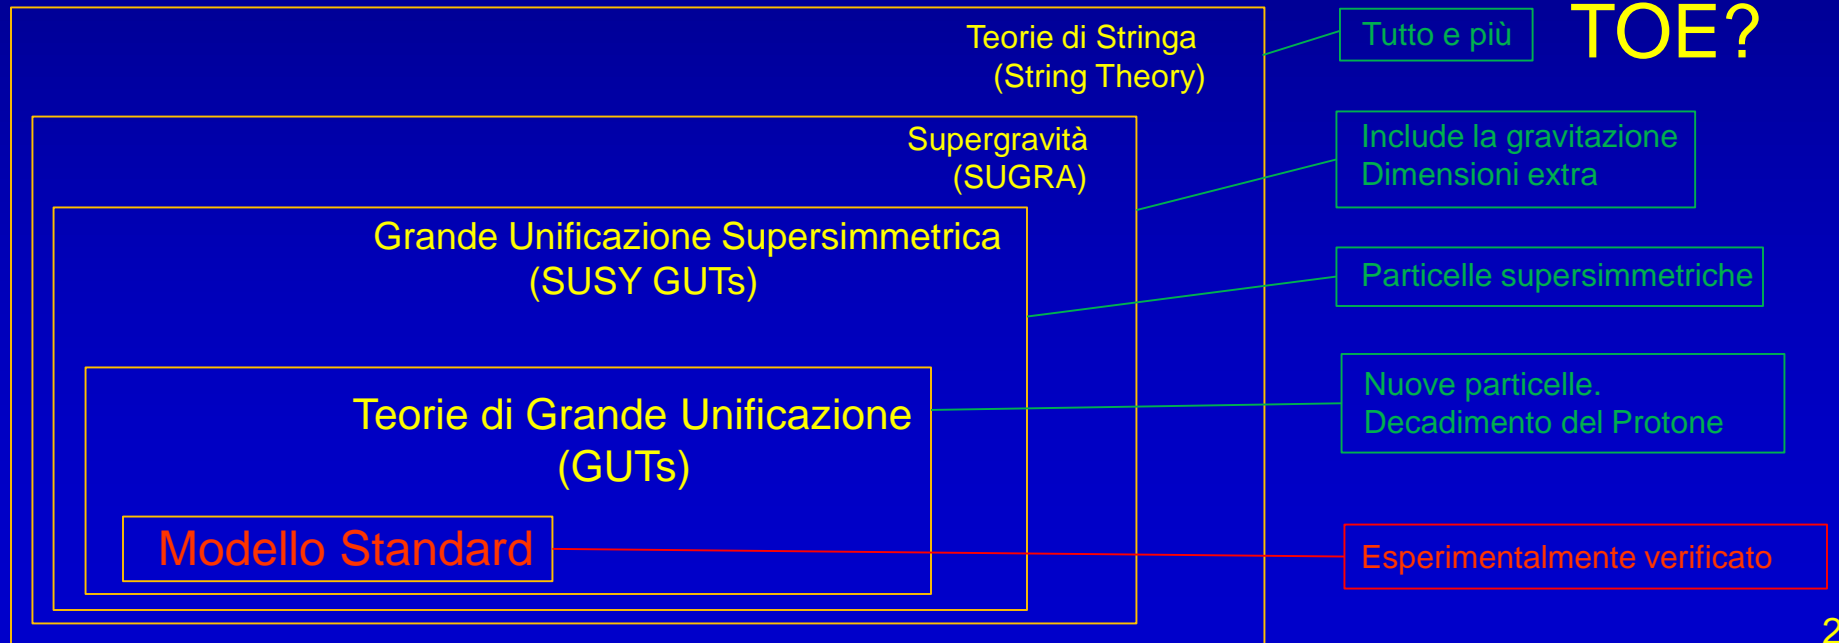 TOE?
Teorie di Stringa
(String Theory)
Tutto e più
Supergravità
(SUGRA)
Include la gravitazione
Dimensioni extra
Grande Unificazione Supersimmetrica
(SUSY GUTs)
Particelle supersimmetriche
Teorie di Grande Unificazione
(GUTs)
Nuove particelle.
Decadimento del Protone
Modello Standard
Esperimentalmente verificato
2